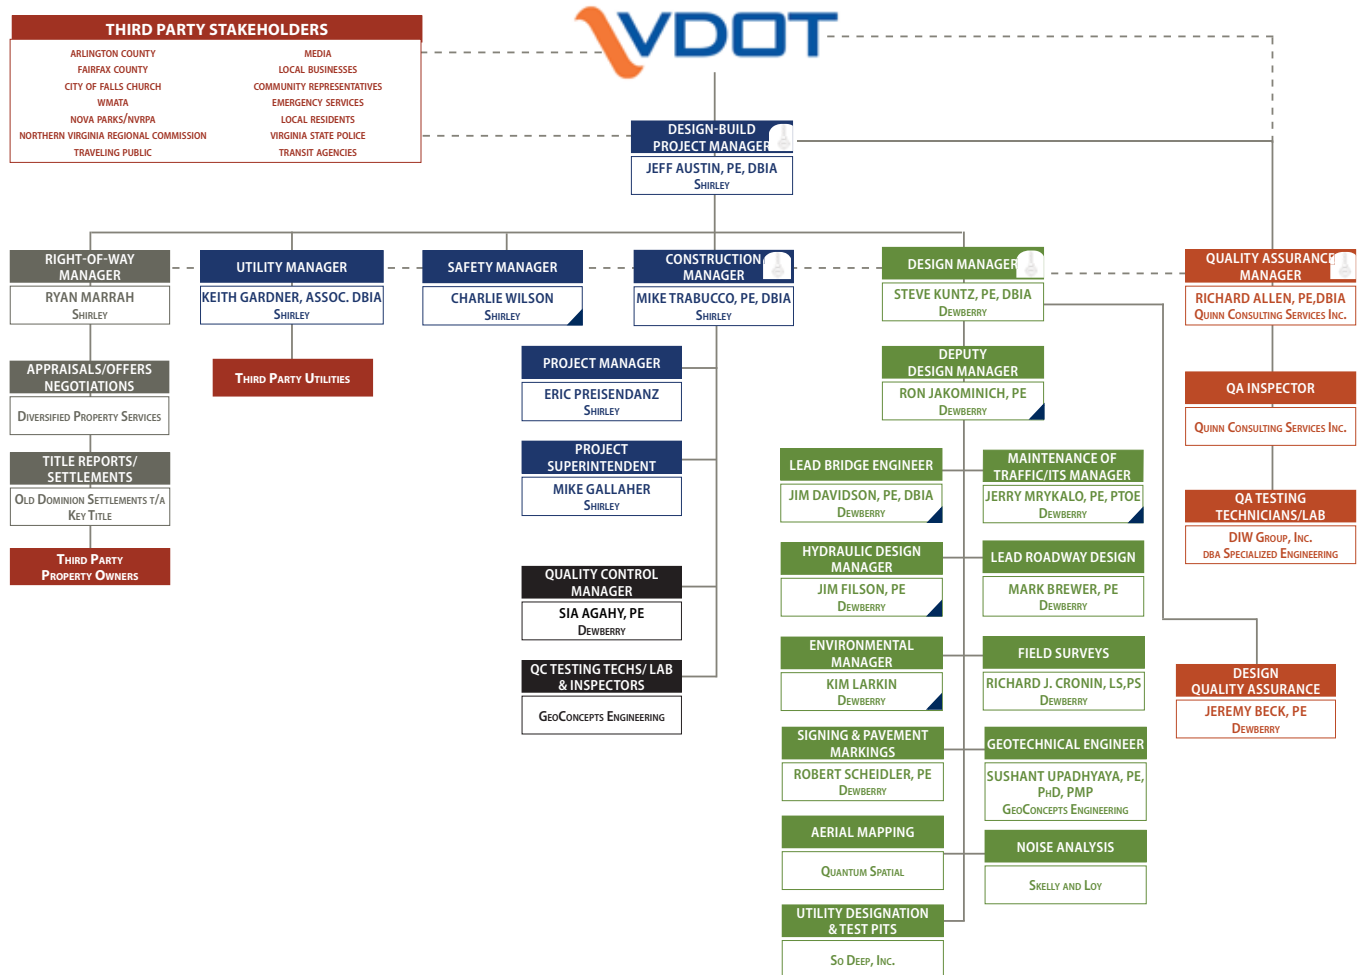 VDOT
THIRD PARTY STAKEHOLDERS
ARLINGTON COUNTY
FAIRFAX COUNTY
CITY OF FALLS CHURCH
WMATA
NOVA PARKS/NVRPA
NORTHERN VIRGINIA REGIONAL COMMISSION
TRAVELING PUBLIC
MEDIA
LOCAL BUSINESSES
COMMUNITY REPRESENTATIVES
EMERGENCY SERVICES
LOCAL RESIDENTS
VIRGINIA STATE POLICE
TRANSIT AGENCIES
DESIGN-BUILD
PROJECT MANAGER
JEFF AUSTIN, PE, DBIA
SHIRLEY
RIGHT-OF-WAY
MANAGER
RYAN MARRAH
SHIRLEY
APPRAISALS/OFFERS
NEGOTIATIONS
DIVERSIFIED PROPERTY SERVICES
TITLE REPORTS/
SETTLEMENTS
OLD DOMINION SETTLEMENTS T/A
KEY TITLE
THIRD PARTY
PROPERTY OWNERS
UTILITY MANAGER
KEITH GARDNER, ASSOC. DBIA
SHIRLEY
THIRD PARTY UTILITIES
SAFETY MANAGER
CHARLIE WILSON
SHIRLEY
CONSTRUCTION
MANAGER
MIKE TRABUCCO, PE, DBIA
SHIRLEY
PROJECT MANAGER
ERIC PREISENDANZ
SHIRLEY
PROJECT
SUPERINTENDENT
MIKE GALLAHER
SHIRLEY
QUALITY CONTROL
MANAGER
SIA AGAHY, PE
DEWBERRY
QC TESTING TECHS/ LAB
& INSPECTORS
GEOCONCEPTS ENGINEERING
DESIGN MANAGER
STEVE KUNTZ, PE, DBIA
DEWBERRY
DEPUTY
DESIGN MANAGER
RON JAKOMINICH, PE
DEWBERRY
LEAD BRIDGE ENGINEER
JIM DAVIDSON, PE, DBIA
DEWBERRY
MAINTENANCE OF
TRAFFIC/ITS MANAGER
JERRY MRYKALO, PE, PTOE
DEWBERRY
HYDRAULIC DESIGN
MANAGER
JIM FILSON, PE
DEWBERRY
LEAD ROADWAY DESIGN
MARK BREWER, PE
DEWBERRY
ENVIRONMENTAL
MANAGER
KIM LARKIN
DEWBERRY
FIELD SURVEYS
RICHARD J. CRONIN, LS,PS
DEWBERRY
SIGNING & PAVEMENT
MARKINGS
ROBERT SCHEIDLER, PE
DEWBERRY
GEOTECHNICAL ENGINEER
SUSHANT UPADHYAYA, PE,
PHD, PMP
GEOCONCEPTS ENGINEERING
AERIAL MAPPING
QUANTUM SPATIAL
NOISE ANALYSIS
SKELLY AND LOY
UTILITY DESIGNATION
& TEST PITS
SO DEEP, INC.
QUALITY ASSURANCE
MANAGER
RICHARD ALLEN, PE,DBIA
QUINN CONSULTING SERVICES INC.
QA INSPECTOR
QUINN CONSULTING SERVICES INC.
QA TESTING
TECHNICIANS/LAB
DIW GROUP, INC.
DBA SPECIALIZED ENGINEERING
DESIGN
QUALITY ASSURANCE
JEREMY BECK, PE
DEWBERRY